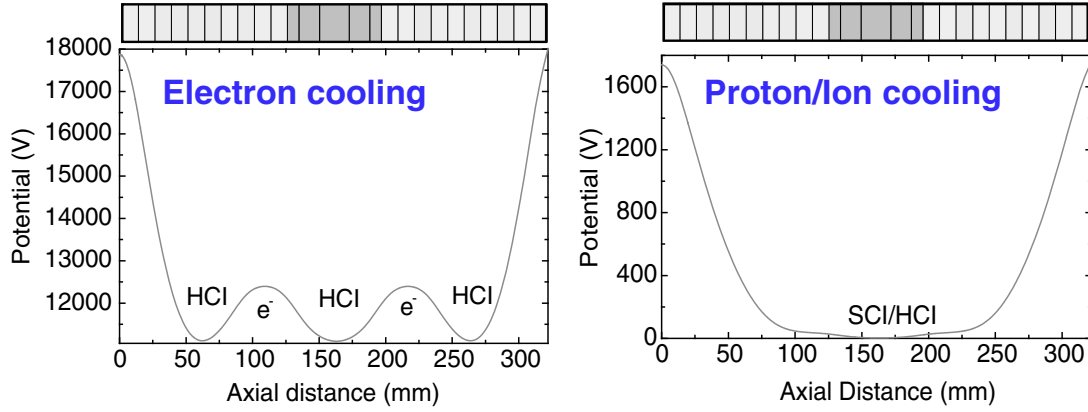 Electron cooling
Potential (V)
18000
17000
16000
15000
14000
13000
12000
HCI
e-
HCI
e-
HCI
0 50 100 150 200 250 300
Axial distance (mm)
Proton/Ion cooling
Potential (V)
1600
1200
800
400
0
SCI/HCI
0 50 100 150 200 250 300
Axial Distance (mm)